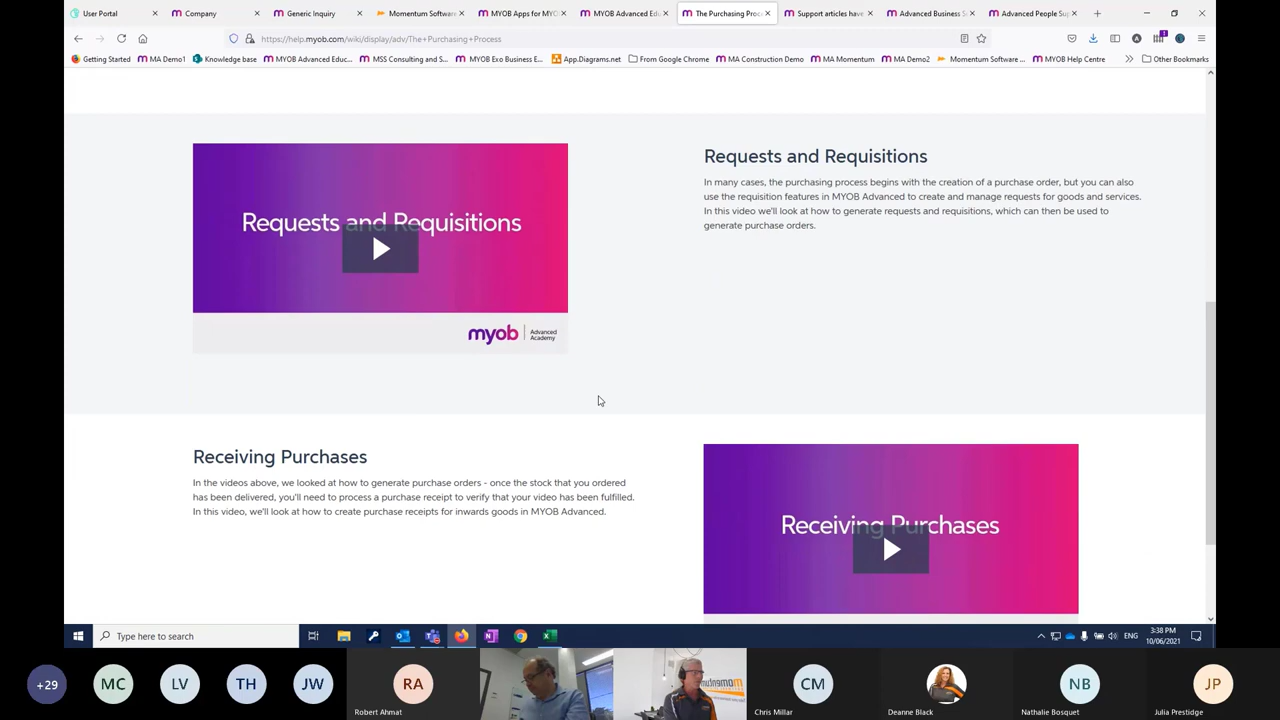 User Portal
Company
Generic Inquiry
Momentum Software
MYOB Apps for MYO
MYOB Advanced Edu
The Purchasing Proc
Support articles have
Advanced Business S
Advanced People Sup
https://help.myob.com/wiki/display/adv/The+Purchasing+Process
Getting Started
MA Demo1
Knowledge base
MYOB Advanced Educ...
MSS Consulting and S...
MYOB Exo Business E...
App.Diagrams.net
From Google Chrome
MA Construction Demo
MA Momentum
MA Demo2
Momentum Software ...
MYOB Help Centre
Other Bookmarks
Requests and Requisitions
myob
Advanced
Academy
Requests and Requisitions
In many cases, the purchasing process begins with the creation of a purchase order, but you can also
use the requisition features in MYOB Advanced to create and manage requests for goods and services.
In this video we'll look at how to generate requests and requisitions, which can then be used to
generate purchase orders.
Receiving Purchases
In the videos above, we looked at how to generate purchase orders - once the stock that you ordered
has been delivered, you'll need to process a purchase receipt to verify that your video has been fulfilled.
In this video, we'll look at how to create purchase receipts for inwards goods in MYOB Advanced.
Receiving Purchases
Type here to search
ENG
3:38 PM
10/06/2021
+29
MC
LV
TH
JW
RA
Robert Ahmat
CM
Chris Millar
Deanne Black
NB
Nathalie Bosquet
JP
Julia Prestidge